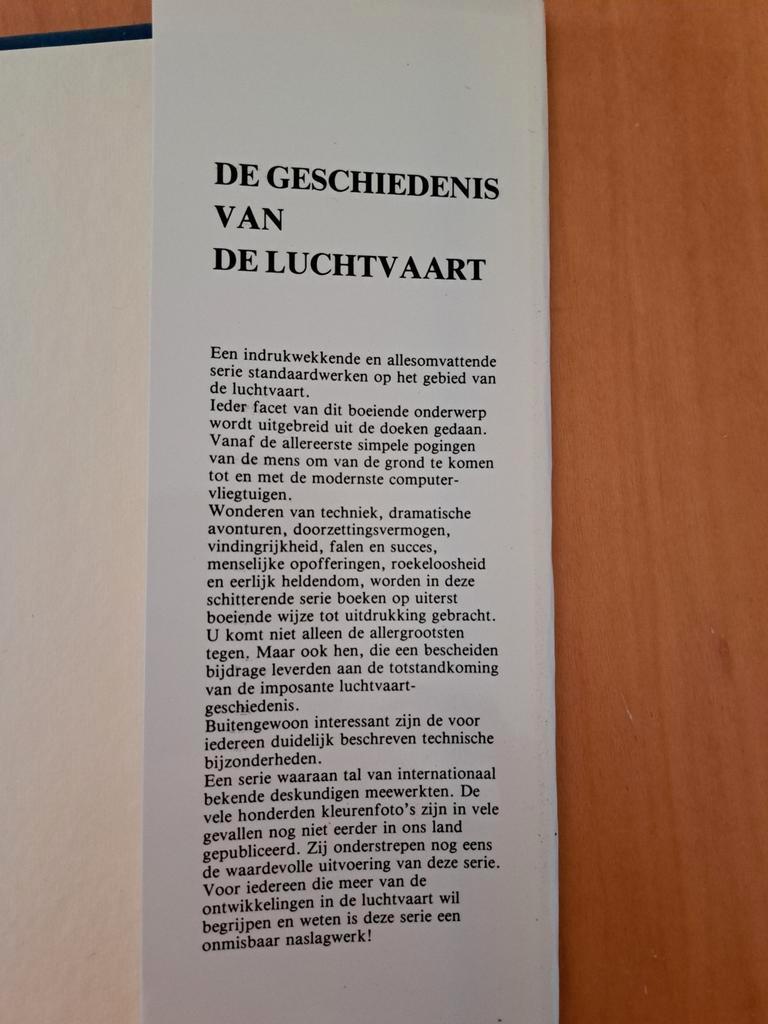 DE GESCHIEDENIS
VAN
DE LUCHTVAART
Een indrukwekkende en allesomvattende
serie standaardwerken op het gebied van
de luchtvaart.
Ieder facet van dit boeiende onderwerp
wordt uitgebreid uit de doeken gedaan.
Vanaf de allereerste simpele pogingen
van de mens om van de grond te komen
tot en met de modernste computer-
vliegtuigen.
Wonderen van techniek, dramatische
avonturen, doorzettingsvermogen,
vindingrijkheid, falen en succes,
menselijke opofferingen, roekeloosheid
en eerlijk heldendom, worden in deze
schitterende serie boeken op uiterst
boeiende wijze tot uitdrukking gebracht.
U komt niet alleen de allergrootsten
tegen. Maar ook hen, die een bescheiden
bijdrage leverden aan de totstandkoming
van de imposante luchtvaart-
geschiedenis.
Buitengewoon interessant zijn de voor
iedereen duidelijk beschreven technische
bijzonderheden.
Een serie waaraan tal van internationaal
bekende deskundigen meewerkten. De
vele honderden kleurenfoto's zijn in vele
gevallen nog niet eerder in ons land
gepubliceerd. Zij onderstrepen nog eens
de waardevolle uitvoering van deze serie.
Voor iedereen die meer van de
ontwikkelingen in de luchtvaart wil
begrijpen en weten is deze serie een
onmisbaar naslagwerk!